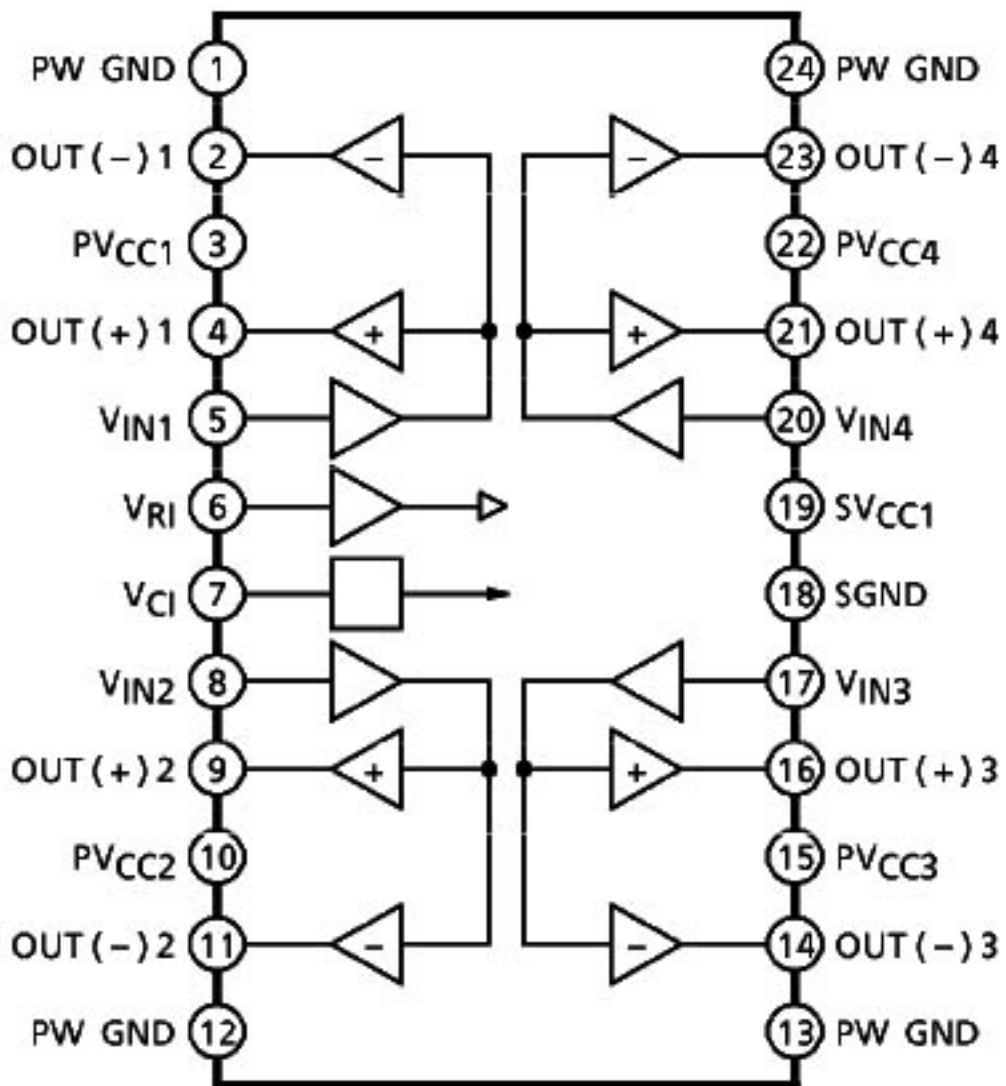 PW GND 1 24 PW GND
OUT(−)1 2 − − 23 OUT(−)4
PVCC1 3 22 PVCC4
OUT(+)1 4 + + 21 OUT(+)4
VIN1 5 20 VIN4
VRI 6 19 SVCC1
VCI 7 18 SGND
VIN2 8 17 VIN3
OUT(+)2 9 + + 16 OUT(+)3
PVCC2 10 15 PVCC3
OUT(−)2 11 − − 14 OUT(−)3
PW GND 12 13 PW GND